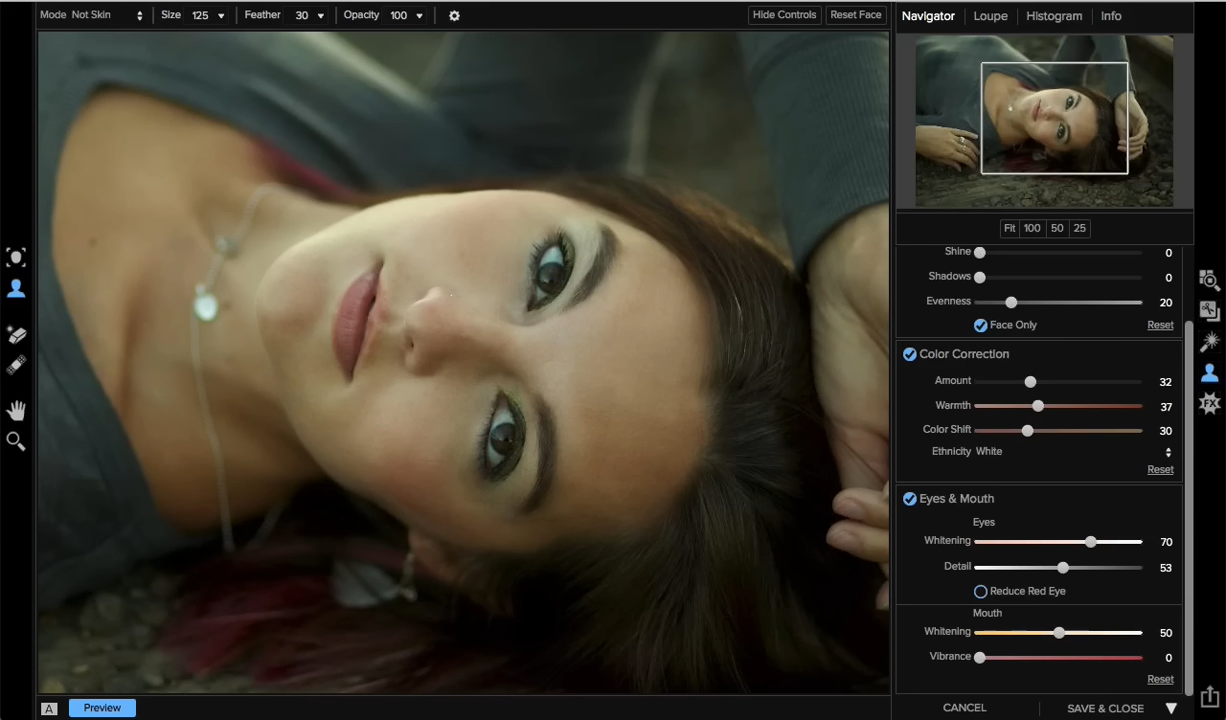 Mode Not Skin Size 125 Feather 30 Opacity 100 Hide Controls Reset Face
Navigator Loupe Histogram Info
Fit 100 50 25
Shine 0
Shadows 0
Evenness 20
Face Only Reset
Color Correction
Amount 32
Warmth 37
Color Shift 30
Ethnicity White
Reset
Eyes & Mouth
Eyes
Whitening 70
Detail 53
Reduce Red Eye
Mouth
Whitening 50
Vibrance 0
Reset
FX
A Preview CANCEL SAVE & CLOSE